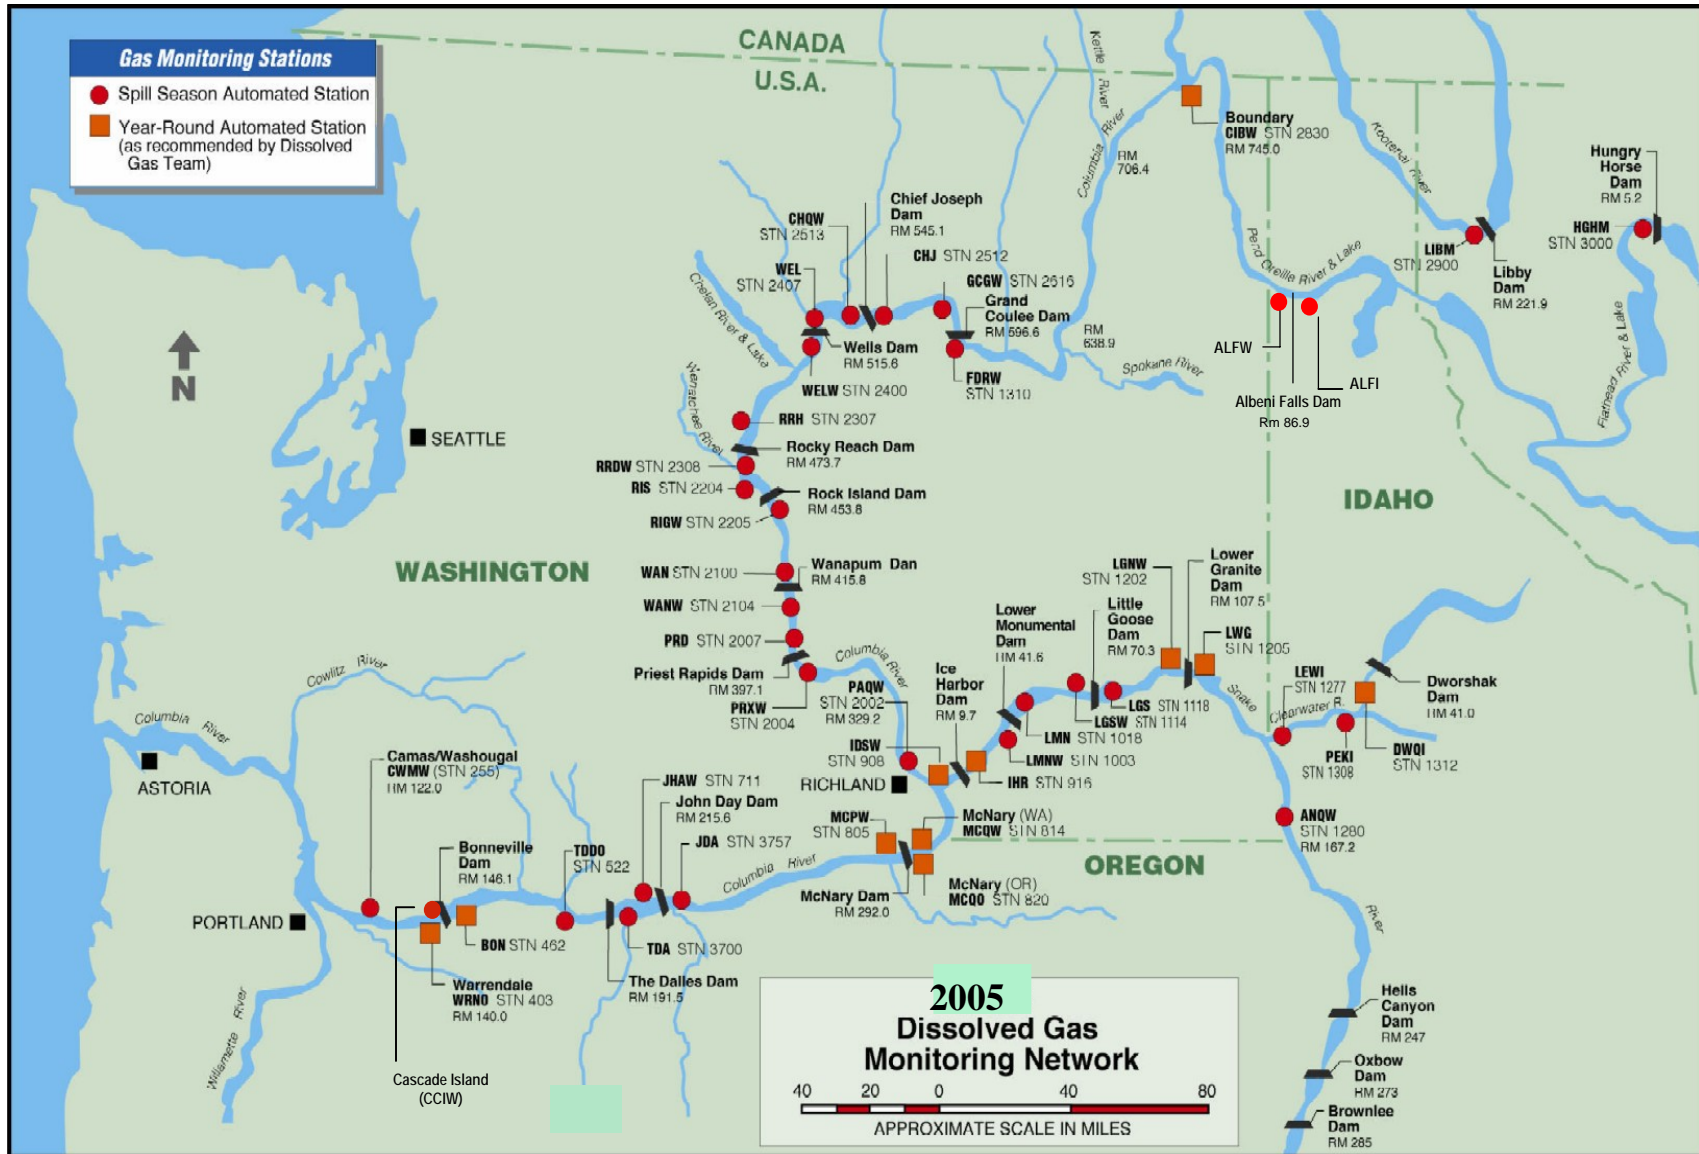 Gas Monitoring Stations
Spill Season Automated Station
Year-Round Automated Station
(as recommended by Dissolved
Gas Team)
CANADA
U.S.A.
Kettle River
River
Columbia River
RM
706.4
Boundary
CIBW STN 2830
RM 745.0
Kootenai River
Hungry
Horse
Dam
RM 5.2
HGHM
STN 3000
LIBM
STN 2900
Libby
Dam
RM 221.9
Flathead River & Lake
Pend Oreille River & Lake
ALFW
ALFI
Albeni Falls Dam
Rm 86.9
Chief Joseph
Dam
RM 545.1
CHQW
STN 2513
CHJ STN 2512
WEL
STN 2407
GCGW STN 2616
Grand
Coulee Dam
RM 596.6
RM
638.9
Spokane River
FDRW
STN 1310
Chelan River & Lake
Wells Dam
RM 515.6
WELW STN 2400
Wenatchee River
RRH STN 2307
Rocky Reach Dam
RM 473.7
RRDW STN 2308
RIS STN 2204
Rock Island Dam
RM 453.8
RIGW STN 2205
N
SEATTLE
WASHINGTON
IDAHO
WAN STN 2100
Wanapum Dan
RM 415.8
WANW STN 2104
PRD STN 2007
Priest Rapids Dam
RM 397.1
PRXW
STN 2004
Columbia River
PAQW
STN 2002
RM 329.2
Ice
Harbor
Dam
RM 9.7
Lower
Monumental
Dam
RM 41.6
Little
Goose
Dam
RM 70.3
LGNW
STN 1202
Lower
Granite
Dam
RM 107.5
LWG
STN 1205
LGS STN 1118
LGSW STN 1114
LMN STN 1018
LMNW STN 1003
IDSW
STN 908
IHR STN 916
RICHLAND
Snake
River
LEWI
STN 1277
Clearwater R.
PEKI
STN 1308
DWQI
STN 1312
Dworshak
Dam
RM 41.0
ANQW
STN 1280
RM 167.2
Cowlitz River
Columbia River
ASTORIA
Camas/Washougal
CWMW (STN 255)
RM 122.0
Bonneville
Dam
RM 146.1
TDDO
STN 522
JHAW STN 711
John Day Dam
RM 215.6
JDA STN 3757
MCPW
STN 805
McNary (WA)
MCQW STN 814
OREGON
Columbia River
McNary Dam
RM 292.0
McNary (OR)
MCQO STN 820
PORTLAND
BON STN 462
TDA STN 3700
The Dalles Dam
RM 191.5
Warrendale
WRNO STN 403
RM 140.0
Willamette River
Cascade Island
(CCIW)
Hells
Canyon
Dam
RM 247
Oxbow
Dam
RM 273
Brownlee
Dam
RM 285
2005
Dissolved Gas
Monitoring Network
40 20 0 40 80
APPROXIMATE SCALE IN MILES